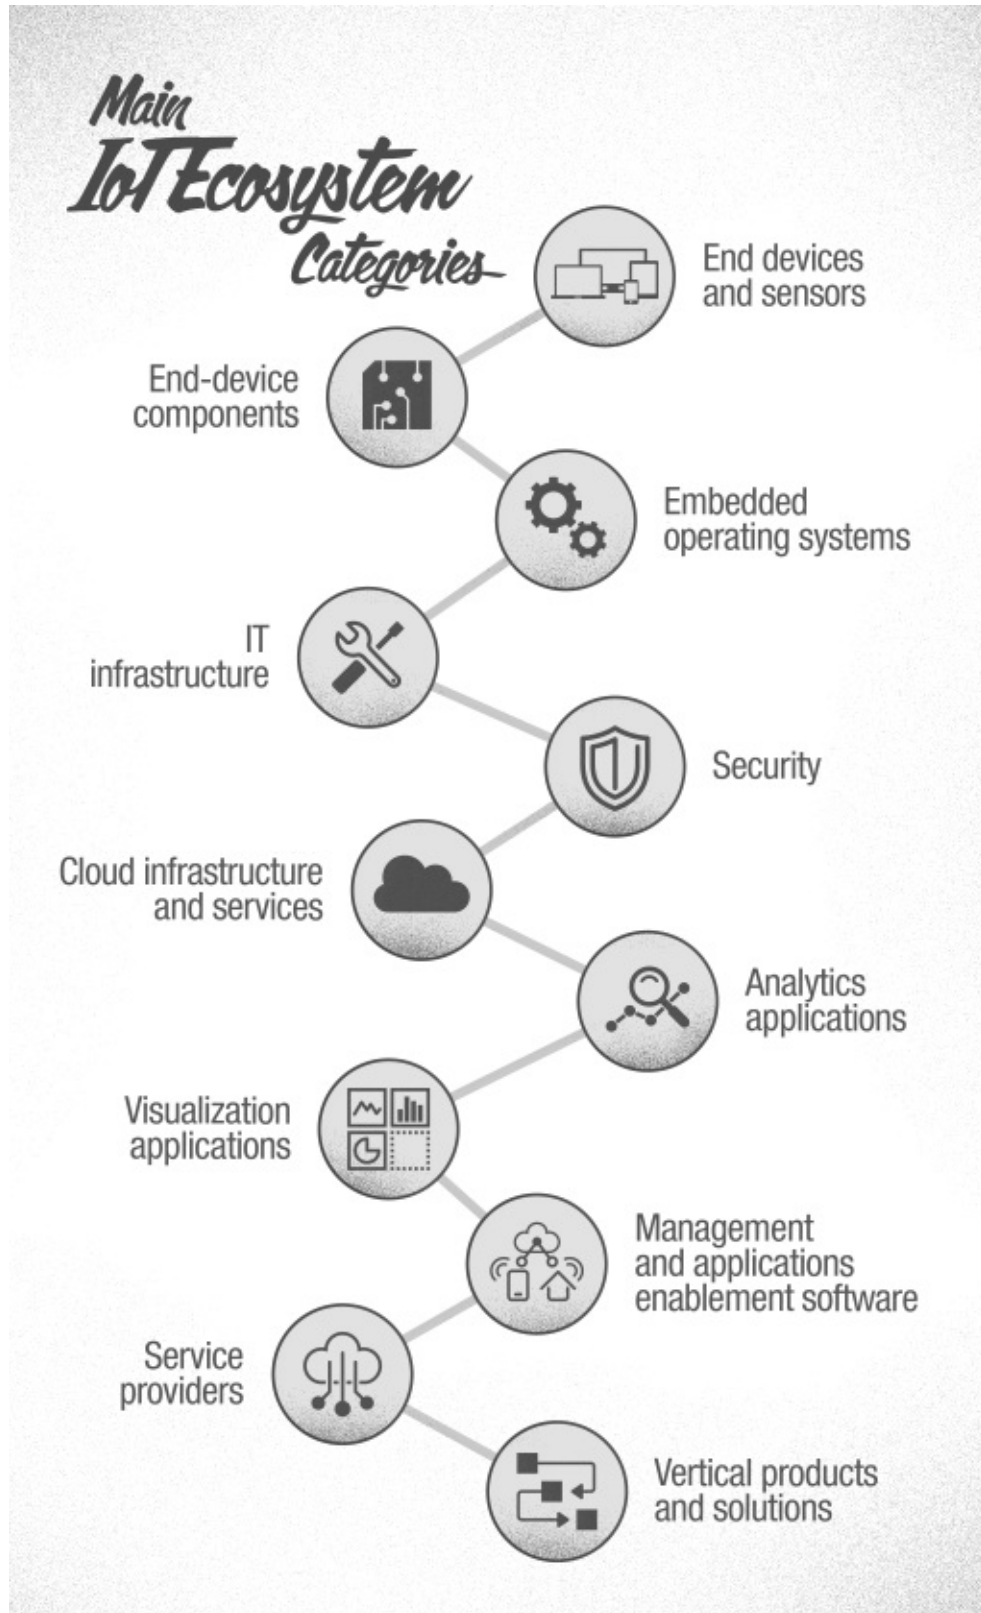 Main
IoT Ecosystem
Categories
End devices
and sensors
End-device
components
Embedded
operating systems
IT
infrastructure
Security
Cloud infrastructure
and services
Analytics
applications
Visualization
applications
Management
and applications
enablement software
Service
providers
Vertical products
and solutions